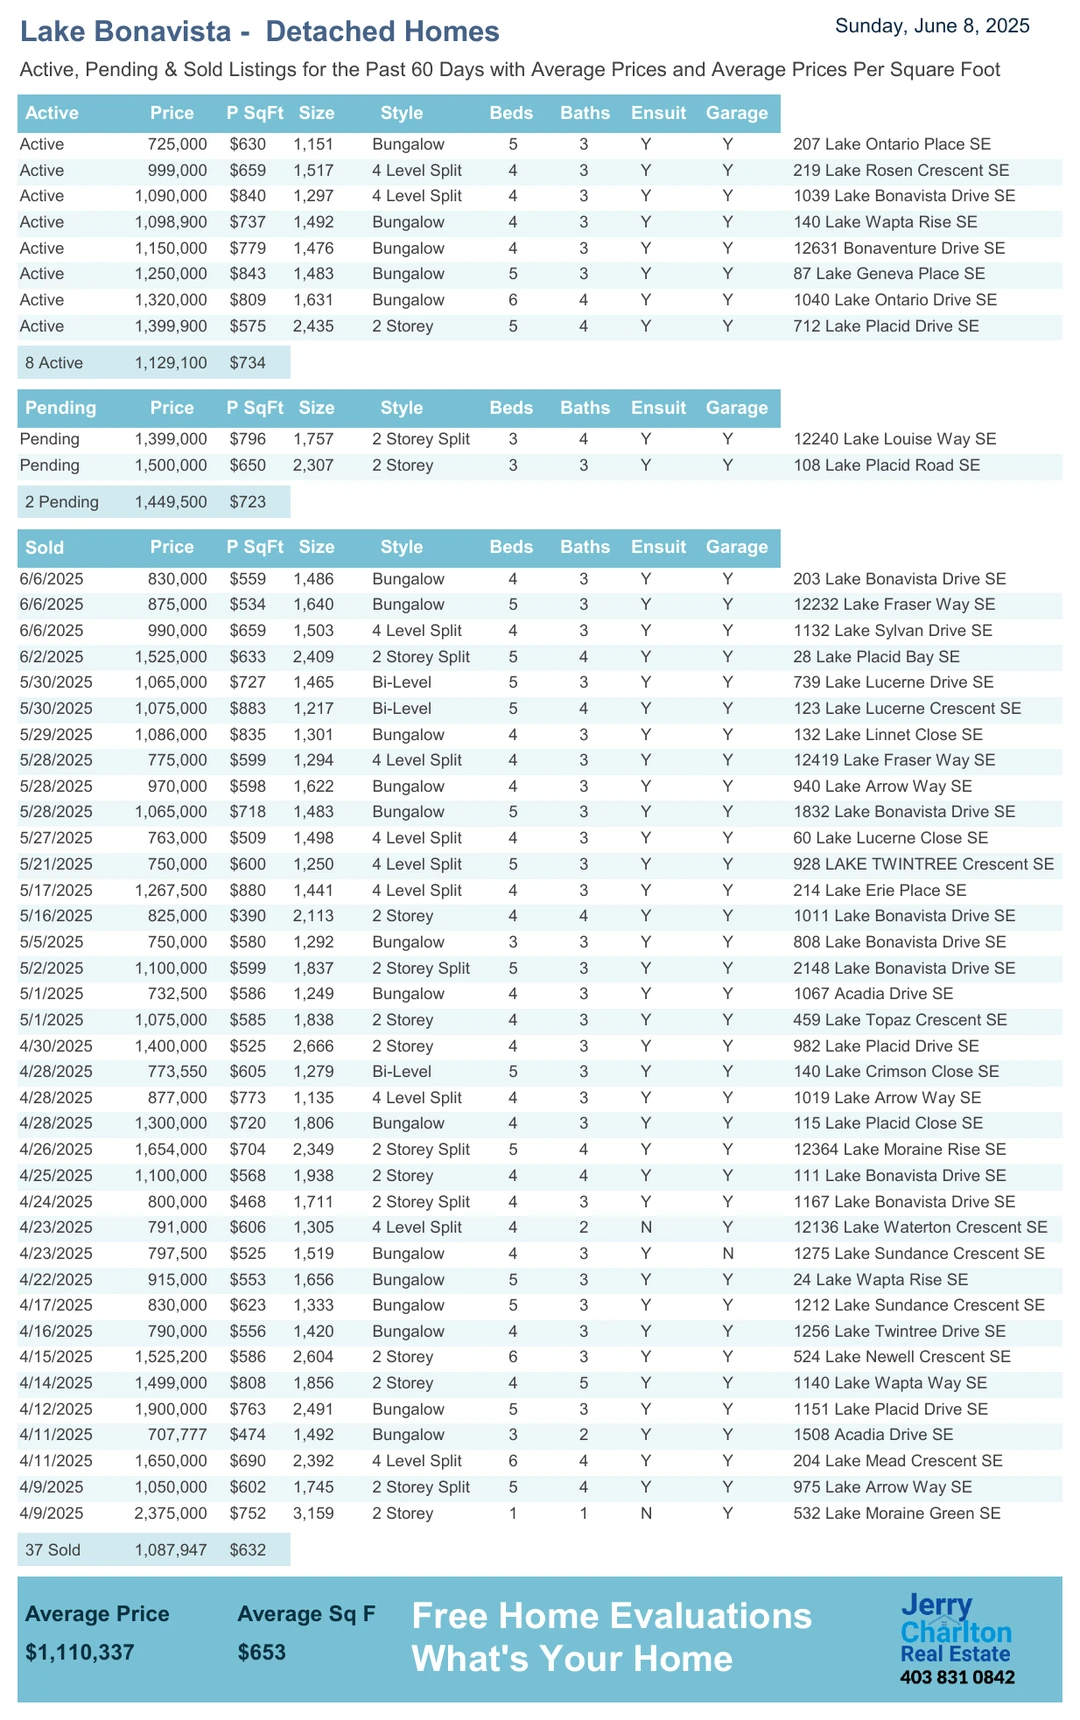 Lake Bonavista -  Detached Homes
Sunday, June 8, 2025
Active, Pending & Sold Listings for the Past 60 Days with Average Prices and Average Prices Per Square Foot
Active Price P SqFt Size Style Beds Baths Ensuit Garage
Active 725,000 $630 1,151 Bungalow 5 3 Y Y 207 Lake Ontario Place SE
Active 999,000 $659 1,517 4 Level Split 4 3 Y Y 219 Lake Rosen Crescent SE
Active 1,090,000 $840 1,297 4 Level Split 4 3 Y Y 1039 Lake Bonavista Drive SE
Active 1,098,900 $737 1,492 Bungalow 4 3 Y Y 140 Lake Wapta Rise SE
Active 1,150,000 $779 1,476 Bungalow 4 3 Y Y 12631 Bonaventure Drive SE
Active 1,250,000 $843 1,483 Bungalow 5 3 Y Y 87 Lake Geneva Place SE
Active 1,320,000 $809 1,631 Bungalow 6 4 Y Y 1040 Lake Ontario Drive SE
Active 1,399,900 $575 2,435 2 Storey 5 4 Y Y 712 Lake Placid Drive SE
8 Active 1,129,100 $734
Pending Price P SqFt Size Style Beds Baths Ensuit Garage
Pending 1,399,000 $796 1,757 2 Storey Split 3 4 Y Y 12240 Lake Louise Way SE
Pending 1,500,000 $650 2,307 2 Storey 3 3 Y Y 108 Lake Placid Road SE
2 Pending 1,449,500 $723
Sold Price P SqFt Size Style Beds Baths Ensuit Garage
6/6/2025 830,000 $559 1,486 Bungalow 4 3 Y Y 203 Lake Bonavista Drive SE
6/6/2025 875,000 $534 1,640 Bungalow 5 3 Y Y 12232 Lake Fraser Way SE
6/6/2025 990,000 $659 1,503 4 Level Split 4 3 Y Y 1132 Lake Sylvan Drive SE
6/2/2025 1,525,000 $633 2,409 2 Storey Split 5 4 Y Y 28 Lake Placid Bay SE
5/30/2025 1,065,000 $727 1,465 Bi-Level 5 3 Y Y 739 Lake Lucerne Drive SE
5/30/2025 1,075,000 $883 1,217 Bi-Level 5 4 Y Y 123 Lake Lucerne Crescent SE
5/29/2025 1,086,000 $835 1,301 Bungalow 4 3 Y Y 132 Lake Linnet Close SE
5/28/2025 775,000 $599 1,294 4 Level Split 4 3 Y Y 12419 Lake Fraser Way SE
5/28/2025 970,000 $598 1,622 Bungalow 4 3 Y Y 940 Lake Arrow Way SE
5/28/2025 1,065,000 $718 1,483 Bungalow 5 3 Y Y 1832 Lake Bonavista Drive SE
5/27/2025 763,000 $509 1,498 4 Level Split 4 3 Y Y 60 Lake Lucerne Close SE
5/21/2025 750,000 $600 1,250 4 Level Split 5 3 Y Y 928 LAKE TWINTREE Crescent SE
5/17/2025 1,267,500 $880 1,441 4 Level Split 4 3 Y Y 214 Lake Erie Place SE
5/16/2025 825,000 $390 2,113 2 Storey 4 4 Y Y 1011 Lake Bonavista Drive SE
5/5/2025 750,000 $580 1,292 Bungalow 3 3 Y Y 808 Lake Bonavista Drive SE
5/2/2025 1,100,000 $599 1,837 2 Storey Split 5 3 Y Y 2148 Lake Bonavista Drive SE
5/1/2025 732,500 $586 1,249 Bungalow 4 3 Y Y 1067 Acadia Drive SE
5/1/2025 1,075,000 $585 1,838 2 Storey 4 3 Y Y 459 Lake Topaz Crescent SE
4/30/2025 1,400,000 $525 2,666 2 Storey 4 3 Y Y 982 Lake Placid Drive SE
4/28/2025 773,550 $605 1,279 Bi-Level 5 3 Y Y 140 Lake Crimson Close SE
4/28/2025 877,000 $773 1,135 4 Level Split 4 3 Y Y 1019 Lake Arrow Way SE
4/28/2025 1,300,000 $720 1,806 Bungalow 4 3 Y Y 115 Lake Placid Close SE
4/26/2025 1,654,000 $704 2,349 2 Storey Split 5 4 Y Y 12364 Lake Moraine Rise SE
4/25/2025 1,100,000 $568 1,938 2 Storey 4 4 Y Y 111 Lake Bonavista Drive SE
4/24/2025 800,000 $468 1,711 2 Storey Split 4 3 Y Y 1167 Lake Bonavista Drive SE
4/23/2025 791,000 $606 1,305 4 Level Split 4 2 N Y 12136 Lake Waterton Crescent SE
4/23/2025 797,500 $525 1,519 Bungalow 4 3 Y N 1275 Lake Sundance Crescent SE
4/22/2025 915,000 $553 1,656 Bungalow 5 3 Y Y 24 Lake Wapta Rise SE
4/17/2025 830,000 $623 1,333 Bungalow 5 3 Y Y 1212 Lake Sundance Crescent SE
4/16/2025 790,000 $556 1,420 Bungalow 4 3 Y Y 1256 Lake Twintree Drive SE
4/15/2025 1,525,200 $586 2,604 2 Storey 6 3 Y Y 524 Lake Newell Crescent SE
4/14/2025 1,499,000 $808 1,856 2 Storey 4 5 Y Y 1140 Lake Wapta Way SE
4/12/2025 1,900,000 $763 2,491 Bungalow 5 3 Y Y 1151 Lake Placid Drive SE
4/11/2025 707,777 $474 1,492 Bungalow 3 2 Y Y 1508 Acadia Drive SE
4/11/2025 1,650,000 $690 2,392 4 Level Split 6 4 Y Y 204 Lake Mead Crescent SE
4/9/2025 1,050,000 $602 1,745 2 Storey Split 5 4 Y Y 975 Lake Arrow Way SE
4/9/2025 2,375,000 $752 3,159 2 Storey 1 1 N Y 532 Lake Moraine Green SE
37 Sold 1,087,947 $632
Average Price Average Sq F
$1,110,337 $653
Free Home Evaluations
What's Your Home
Jerry
Charlton
Real Estate
403 831 0842